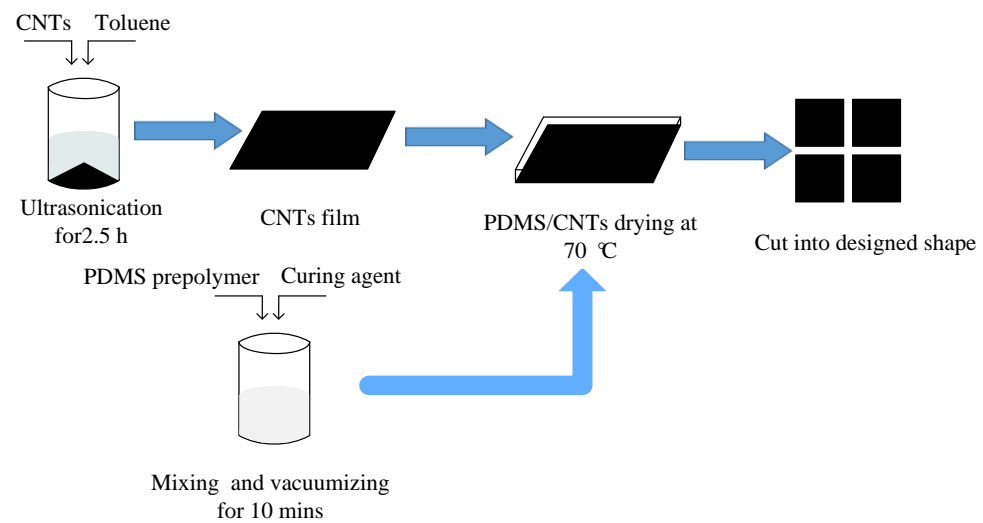 CNTs Toluene
Ultrasonication
for2.5 h
CNTs film
PDMS/CNTs drying at
70 ℃
Cut into designed shape
PDMS prepolymer Curing agent
Mixing and vacuumizing
for 10 mins